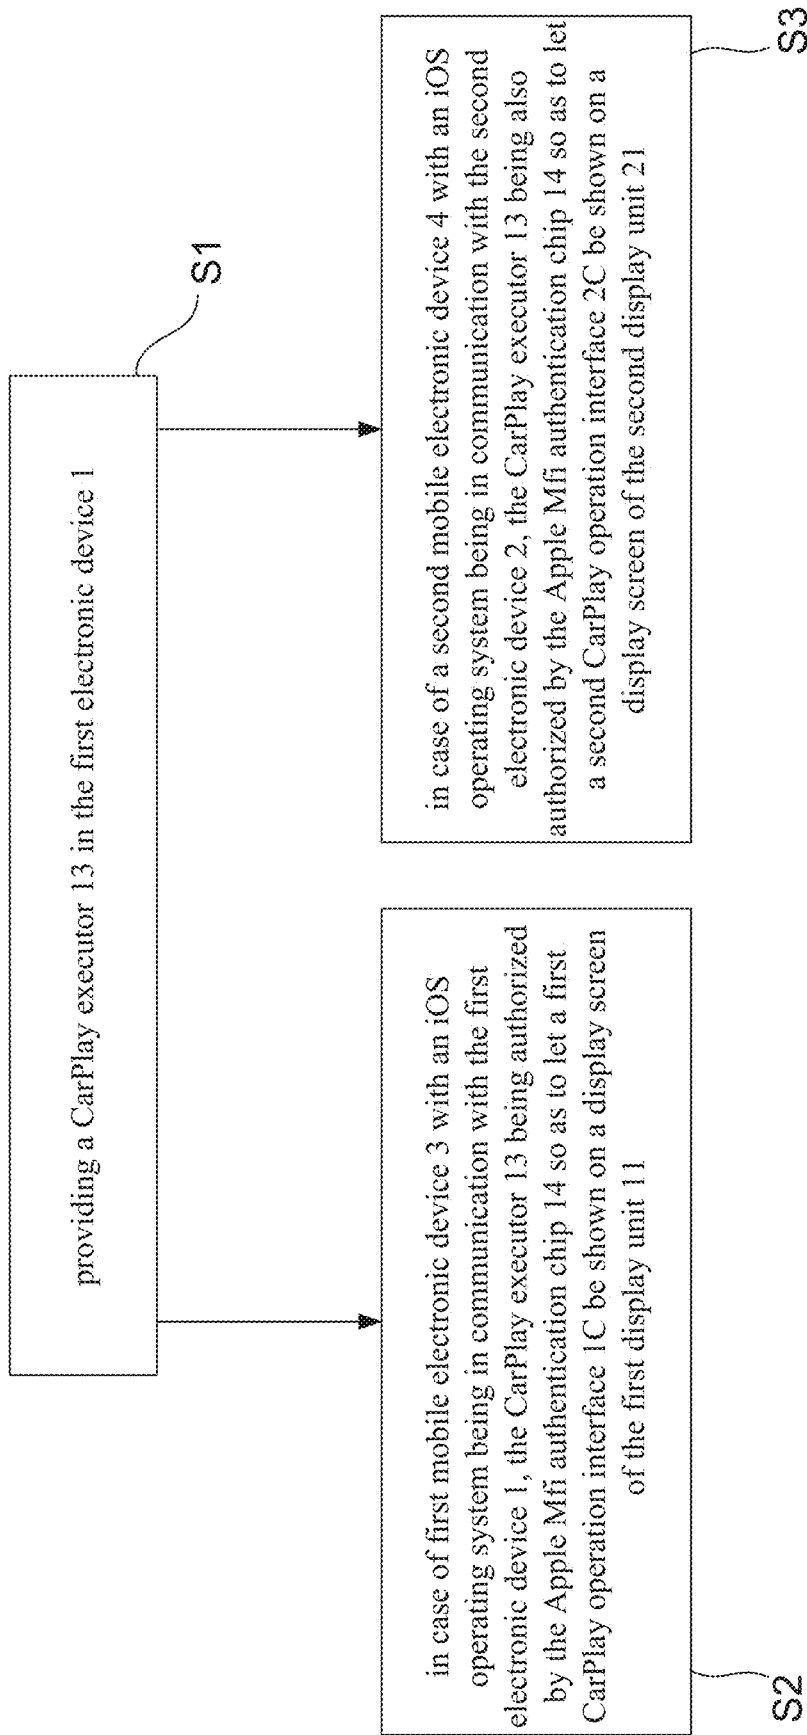 S1
providing a CarPlay executor 13 in the first electronic device 1
in case of first mobile electronic device 3 with an iOS
operating system being in communication with the first
electronic device 1, the CarPlay executor 13 being authorized
by the Apple Mfi authentication chip 14 so as to let a first
CarPlay operation interface 1C be shown on a display screen
of the first display unit 11
S2
in case of a second mobile electronic device 4 with an iOS
operating system being in communication with the second
electronic device 2, the CarPlay executor 13 being also
authorized by the Apple Mfi authentication chip 14 so as to let
a second CarPlay operation interface 2C be shown on a
display screen of the second display unit 21
S3